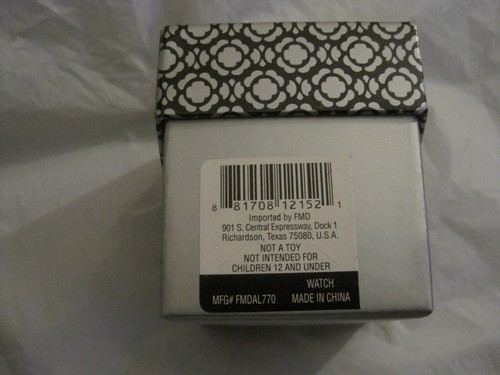 8 81708 12152 1
Imported by FMD
901 S. Central Expressway, Dock 1
Richardson, Texas 75080, U.S.A.
NOT A TOY
NOT INTENDED FOR
CHILDREN 12 AND UNDER
WATCH
MFG# FMDAL770 MADE IN CHINA